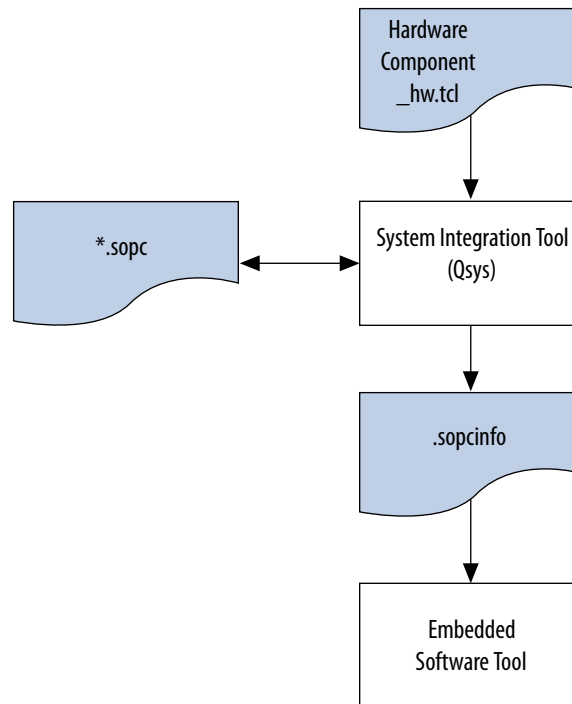 Hardware
Component
_hw.tcl
*.sopc
System Integration Tool
(Qsys)
.sopcinfo
Embedded
Software Tool